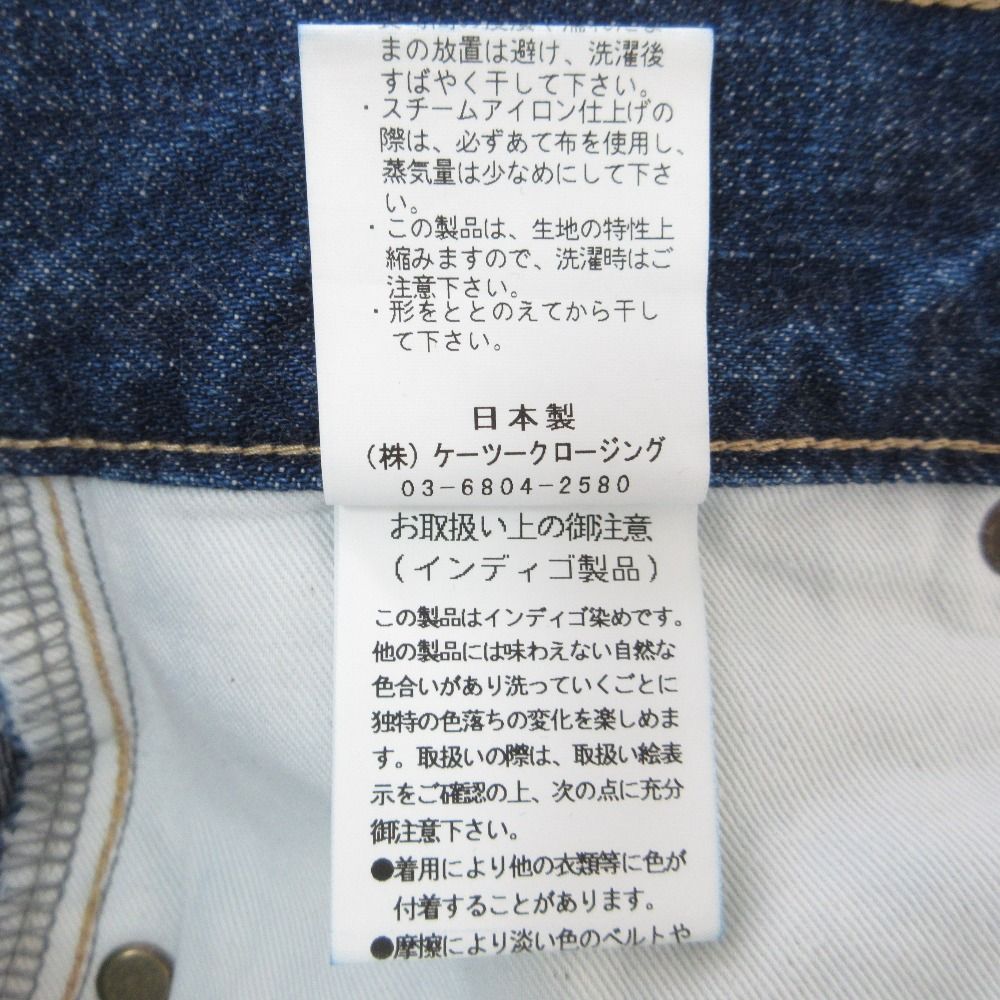 まの放置は避け、洗濯後
すばやく干して下さい。
・スチームアイロン仕上げの
際は、必ずあて布を使用し、
蒸気量は少なめにして下さ
い。
・この製品は、生地の特性上
縮みますので、洗濯時はご
注意下さい。
・形をととのえてから干し
て下さい。
日本製
(株)ケーツークロージング
03-6804-2580
お取扱い上の御注意
(インディゴ製品)
この製品はインディゴ染めです。
他の製品には味わえない自然な
色合いがあり洗っていくごとに
独特の色落ちの変化を楽しめま
す。取扱いの際は、取扱い絵表
示をご確認の上、次の点に充分
御注意下さい。
●着用により他の衣類等に色が
付着することがあります。
●摩擦により淡い色のベルトや